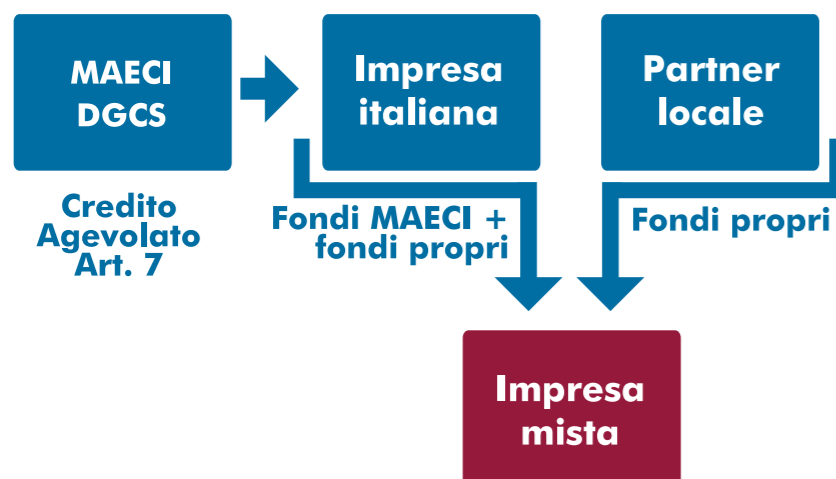 MAECI
DGCS
Impresa
italiana
Partner
locale
Credito
Agevolato
Art. 7
Fondi MAECI +
fondi propri
Fondi propri
Impresa
mista